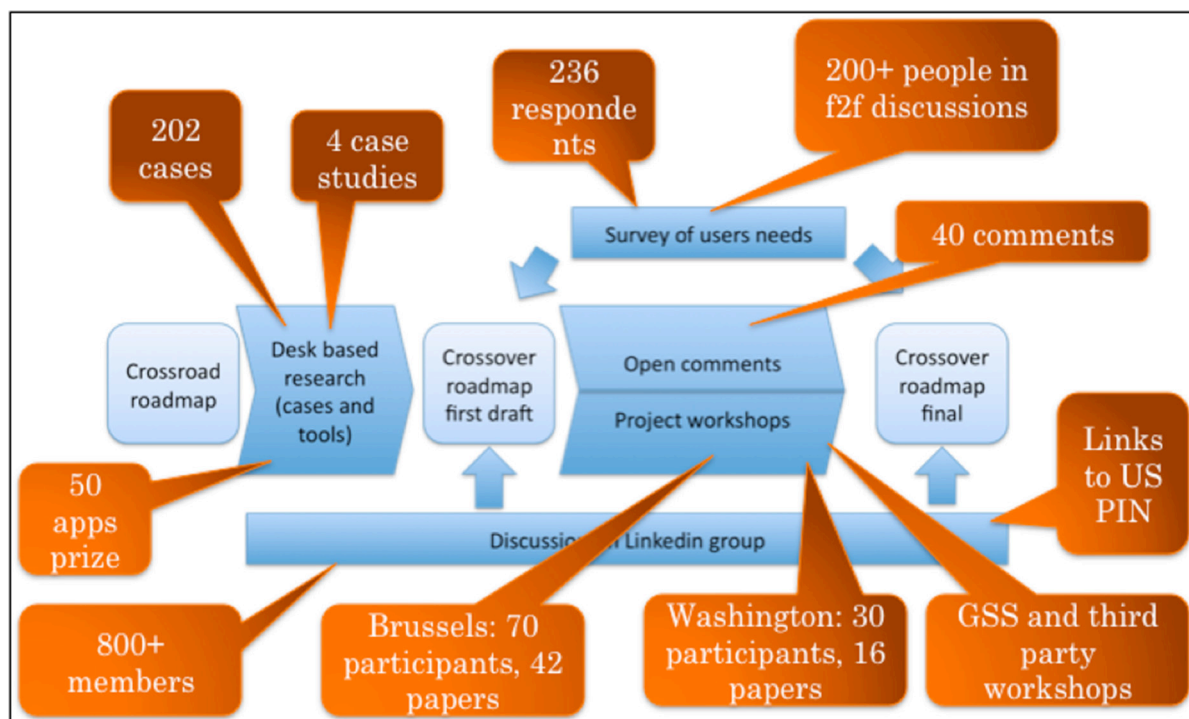 236
responde
nts
200+ people in
f2f discussions
202
cases
4 case
studies
Survey of users needs
40 comments
Crossroad
roadmap
Desk based
research
(cases and
tools)
Crossover
roadmap
first draft
Open comments
Project workshops
Crossover
roadmap
final
Links
to US
PIN
50
apps
prize
Discussion Linkedin group
800+
members
Brussels: 70
participants, 42
papers
Washington: 30
participants, 16
papers
GSS and third
party
workshops